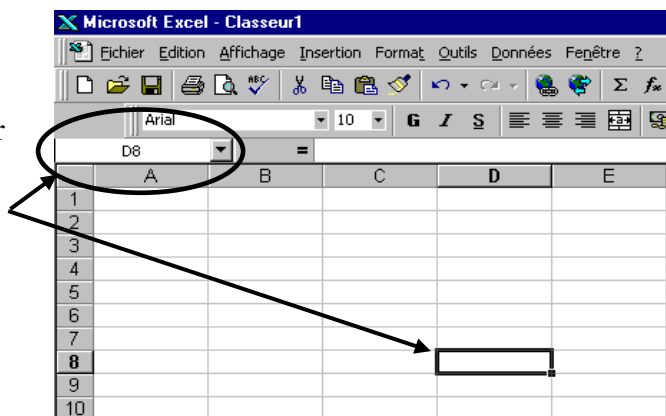 Microsoft Excel - Classeur1
Fichier Edition Affichage Insertion Format Outils Données Fenêtre ?
ABC Σ f
Arial 10 G I S a
r
D8 =
A B C D E
1
2
3
4
5
6
7
8
9
10